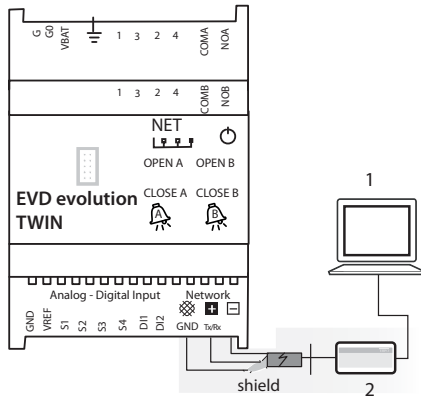 G G0 VBAT 1 3 2 4 COMA NOA
1 3 2 4 COMB NOB
NET
OPEN A OPEN B
CLOSE A CLOSE B
EVD evolution
TWIN
A B
1
Analog - Digital Input Network
GND VREF S1 S2 S3 S4 DI1 DI2 GND Tx/Rx
shield
2